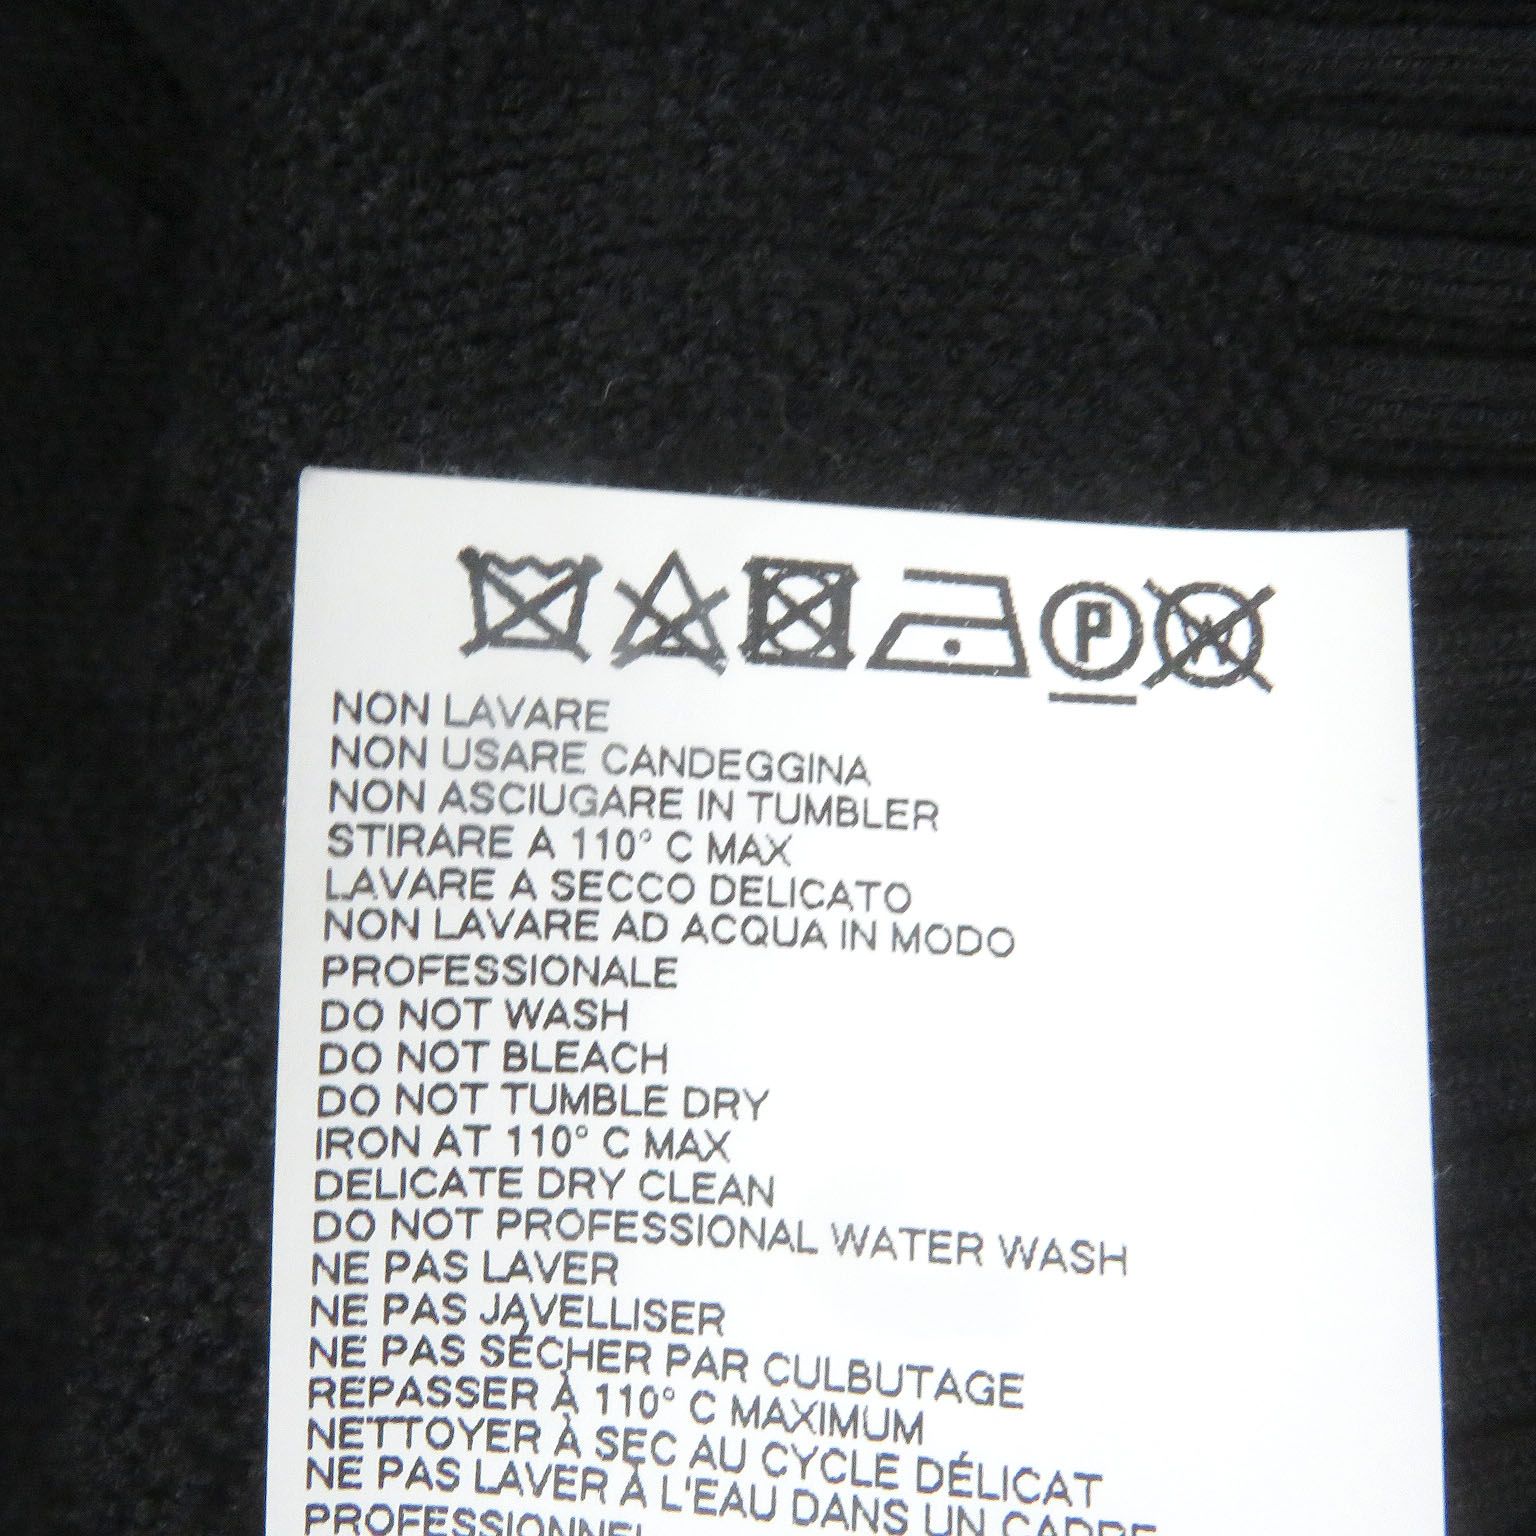 P W
NON LAVARE
NON USARE CANDEGGINA
NON ASCIUGARE IN TUMBLER
STIRARE A 110° C MAX
LAVARE A SECCO DELICATO
NON LAVARE AD ACQUA IN MODO
PROFESSIONALE
DO NOT WASH
DO NOT BLEACH
DO NOT TUMBLE DRY
IRON AT 110° C MAX
DELICATE DRY CLEAN
DO NOT PROFESSIONAL WATER WASH
NE PAS LAVER
NE PAS JAVELLISER
NE PAS SÉCHER PAR CULBUTAGE
REPASSER À 110° C MAXIMUM
NETTOYER À SEC AU CYCLE DÉLICAT
NE PAS LAVER À L'EAU DANS UN CADRE
PROFESSIONNEL